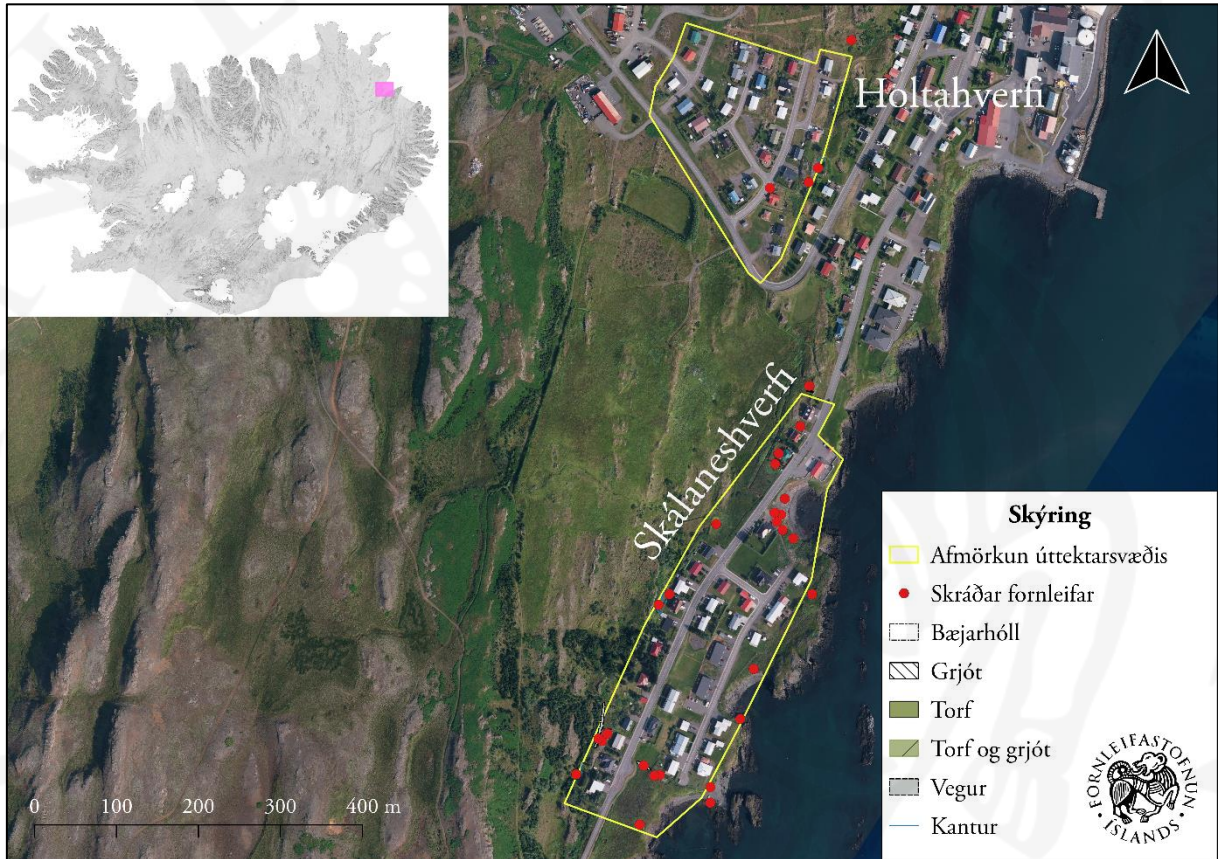 Holtahverfi
Skálaneshverfi
Skýring
Afmörkun úttektarsvæðis
Skráðar fornleifar
Bæjarhóll
Grjót
Torf
Torf og grjót
Vegur
Kantur
0 100 200 300 400 m
FORNLEIFASTOFNUN
ÍSLANDS